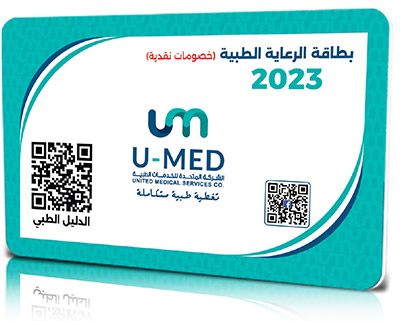 بطاقة الرعاية الطبية (خصومات نقدية)
2023
um
U-MED
الشركة المتحدة للخدمات الطبية
UNITED MEDICAL SERVICES CO.
تغطية طبية متكاملة
الدليل الطبي